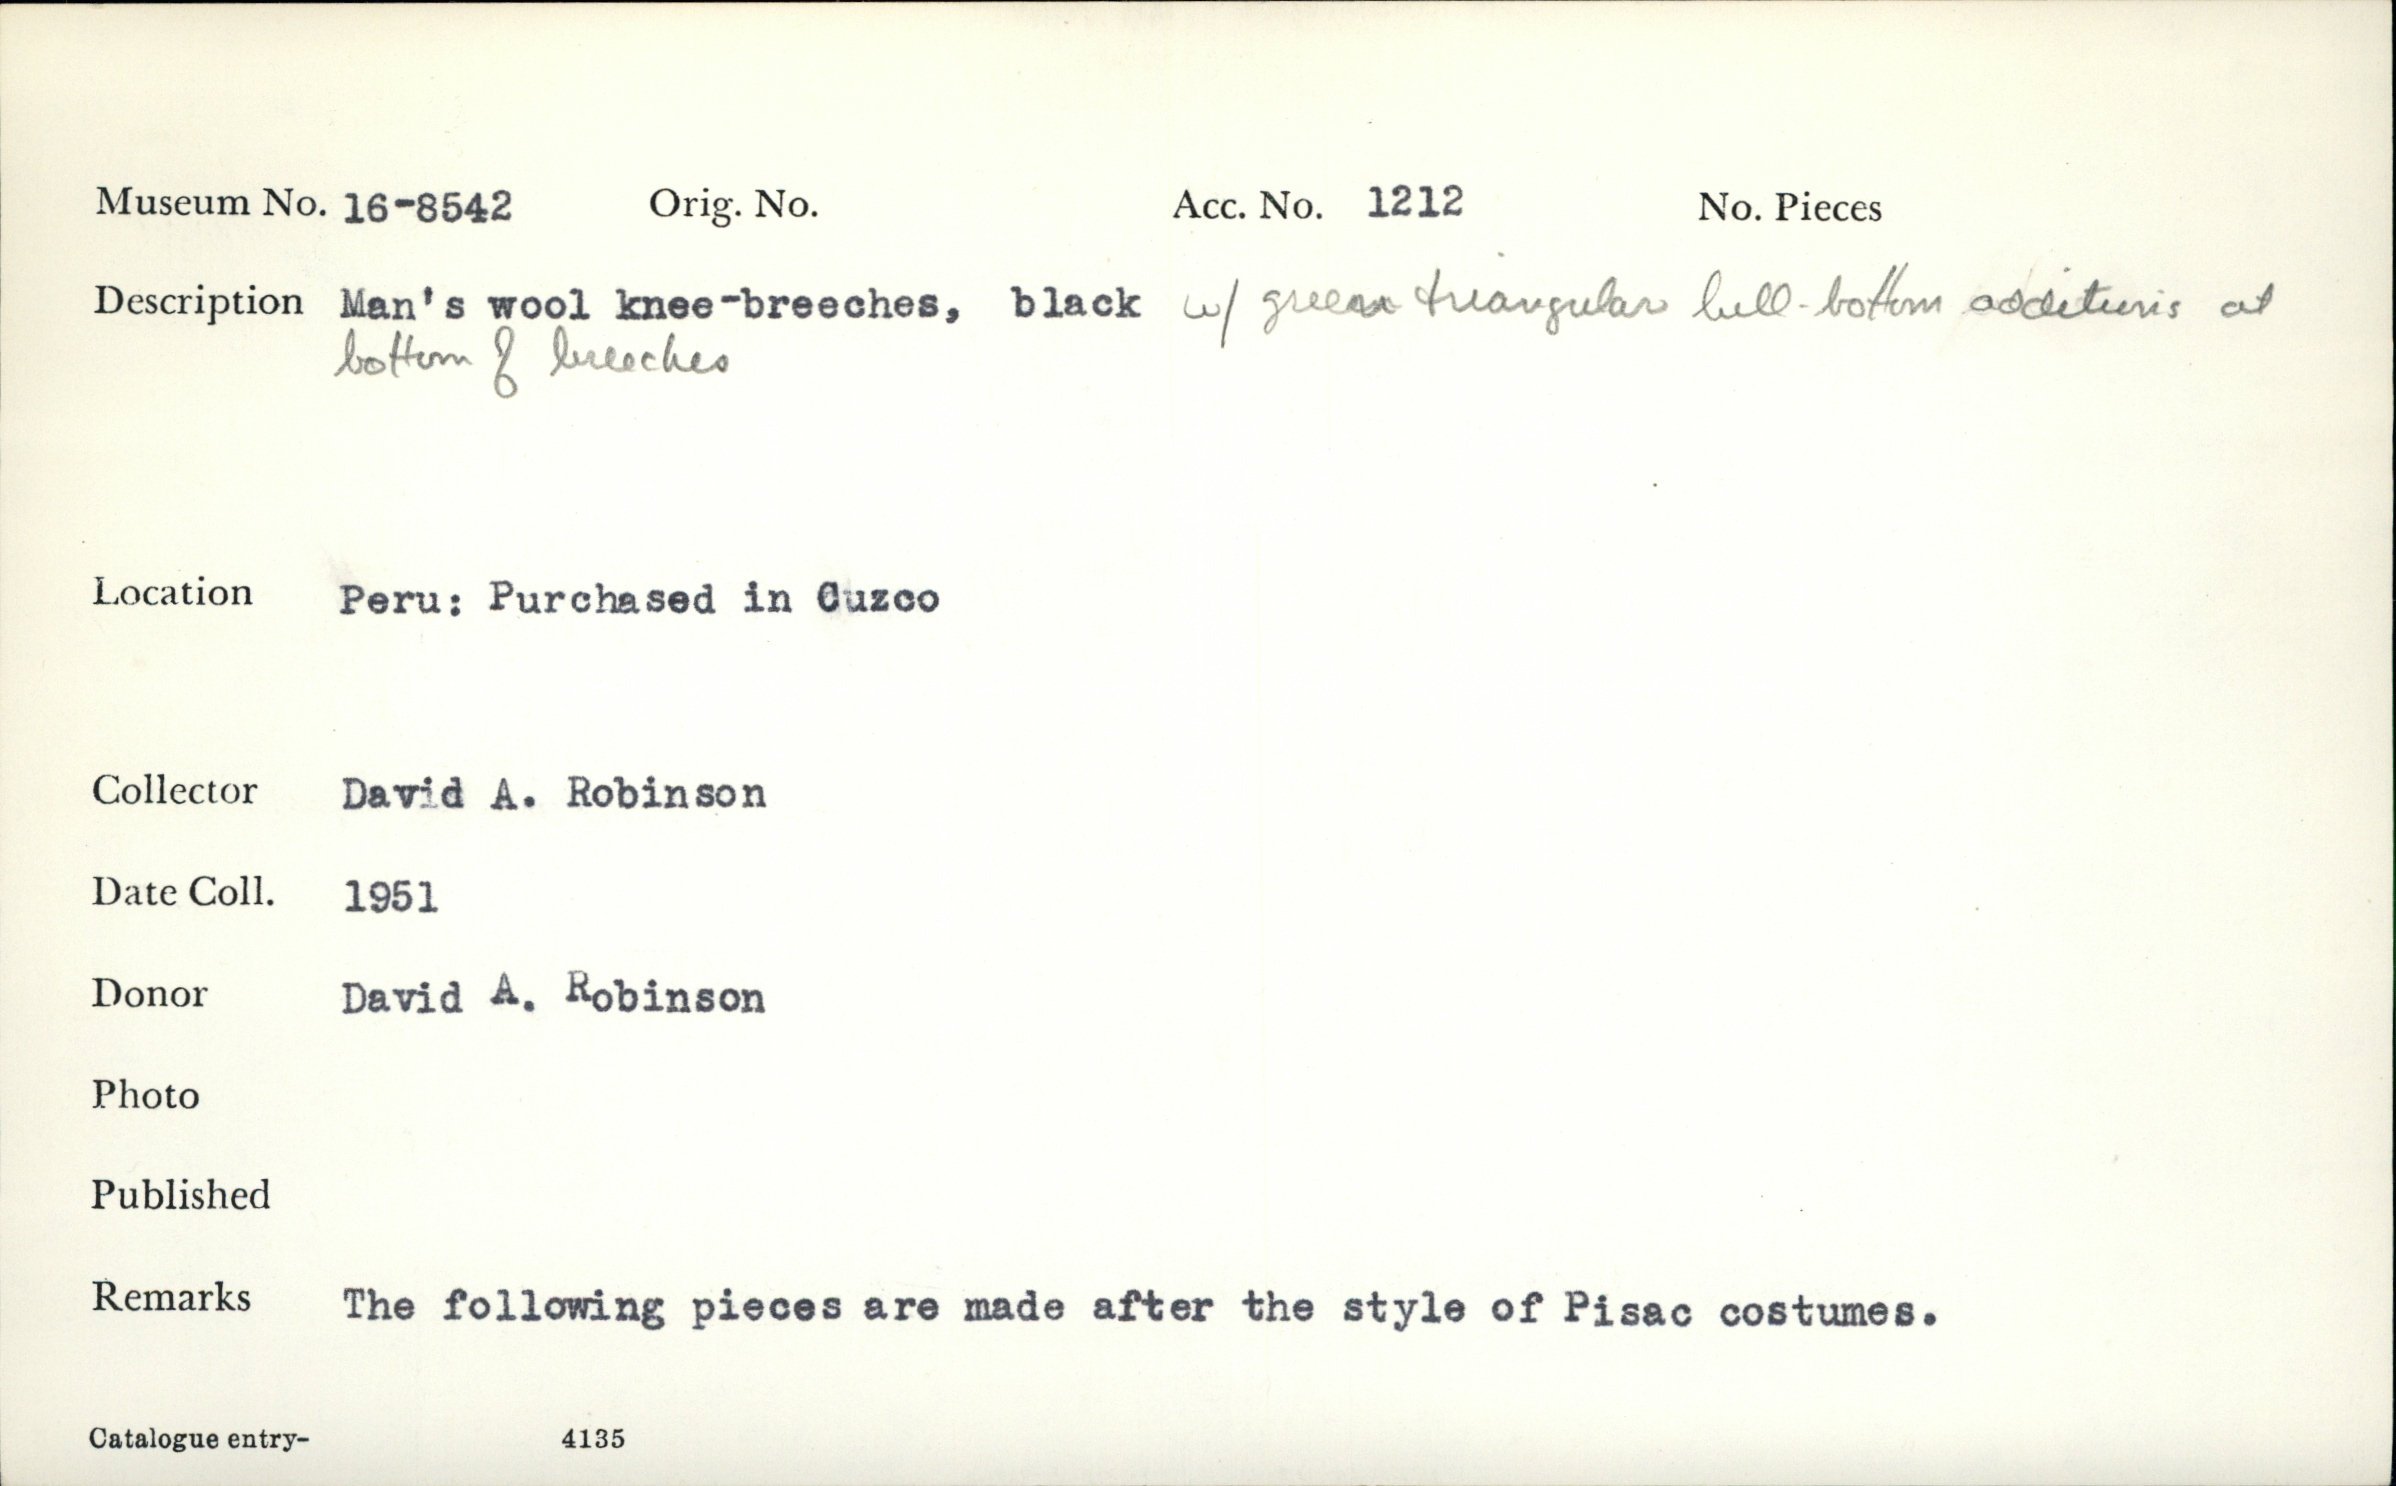 Museum No. 16-8542 Orig. No. Acc. No. 1212 No. Pieces
Description Man's wool knee-breeches, black w/ green triangular bell-bottom additions at
bottom of breeches
Location Peru: Purchased in Cuzco
Collector David A. Robinson
Date Coll. 1951
Donor David A. Robinson
Photo
Published
Remarks The following pieces are made after the style of Pisac costumes.
Catalogue entry- 4135